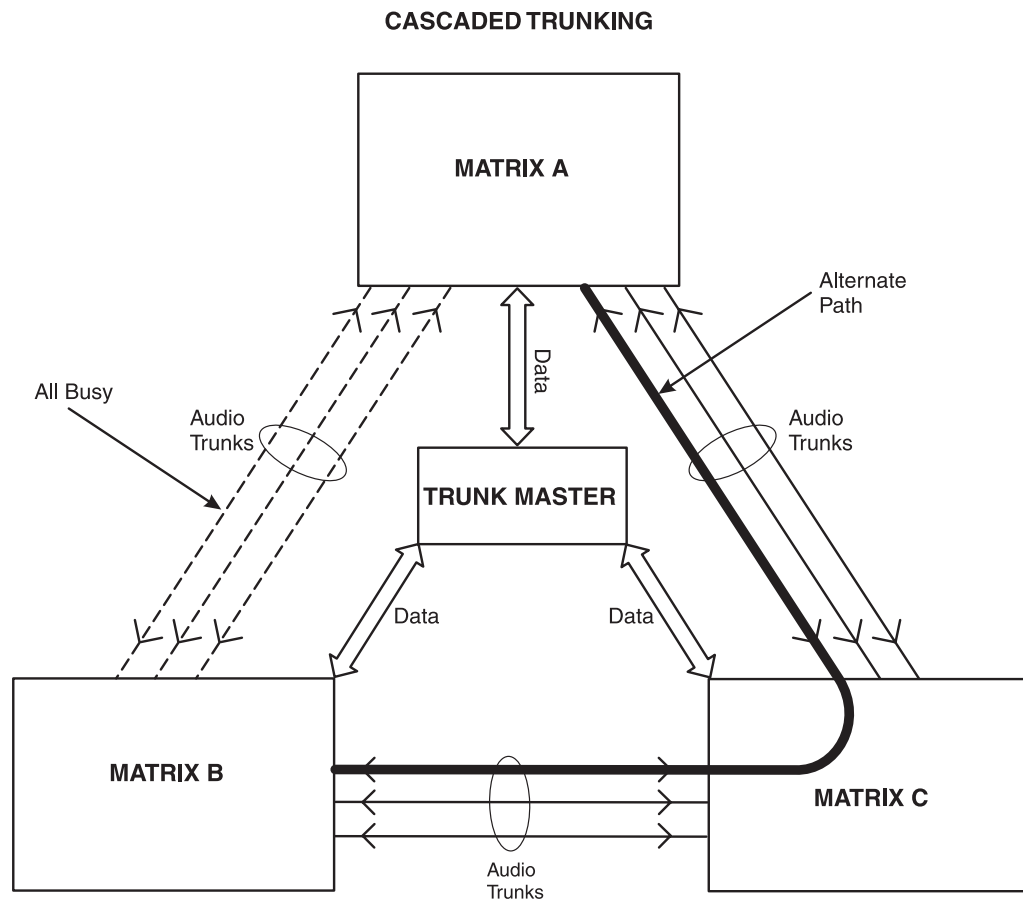 CASCADED TRUNKING
MATRIX A
Alternate
Path
Data
All Busy
Audio
Trunks
Audio
Trunks
TRUNK MASTER
Data
Data
MATRIX B
MATRIX C
Audio
Trunks